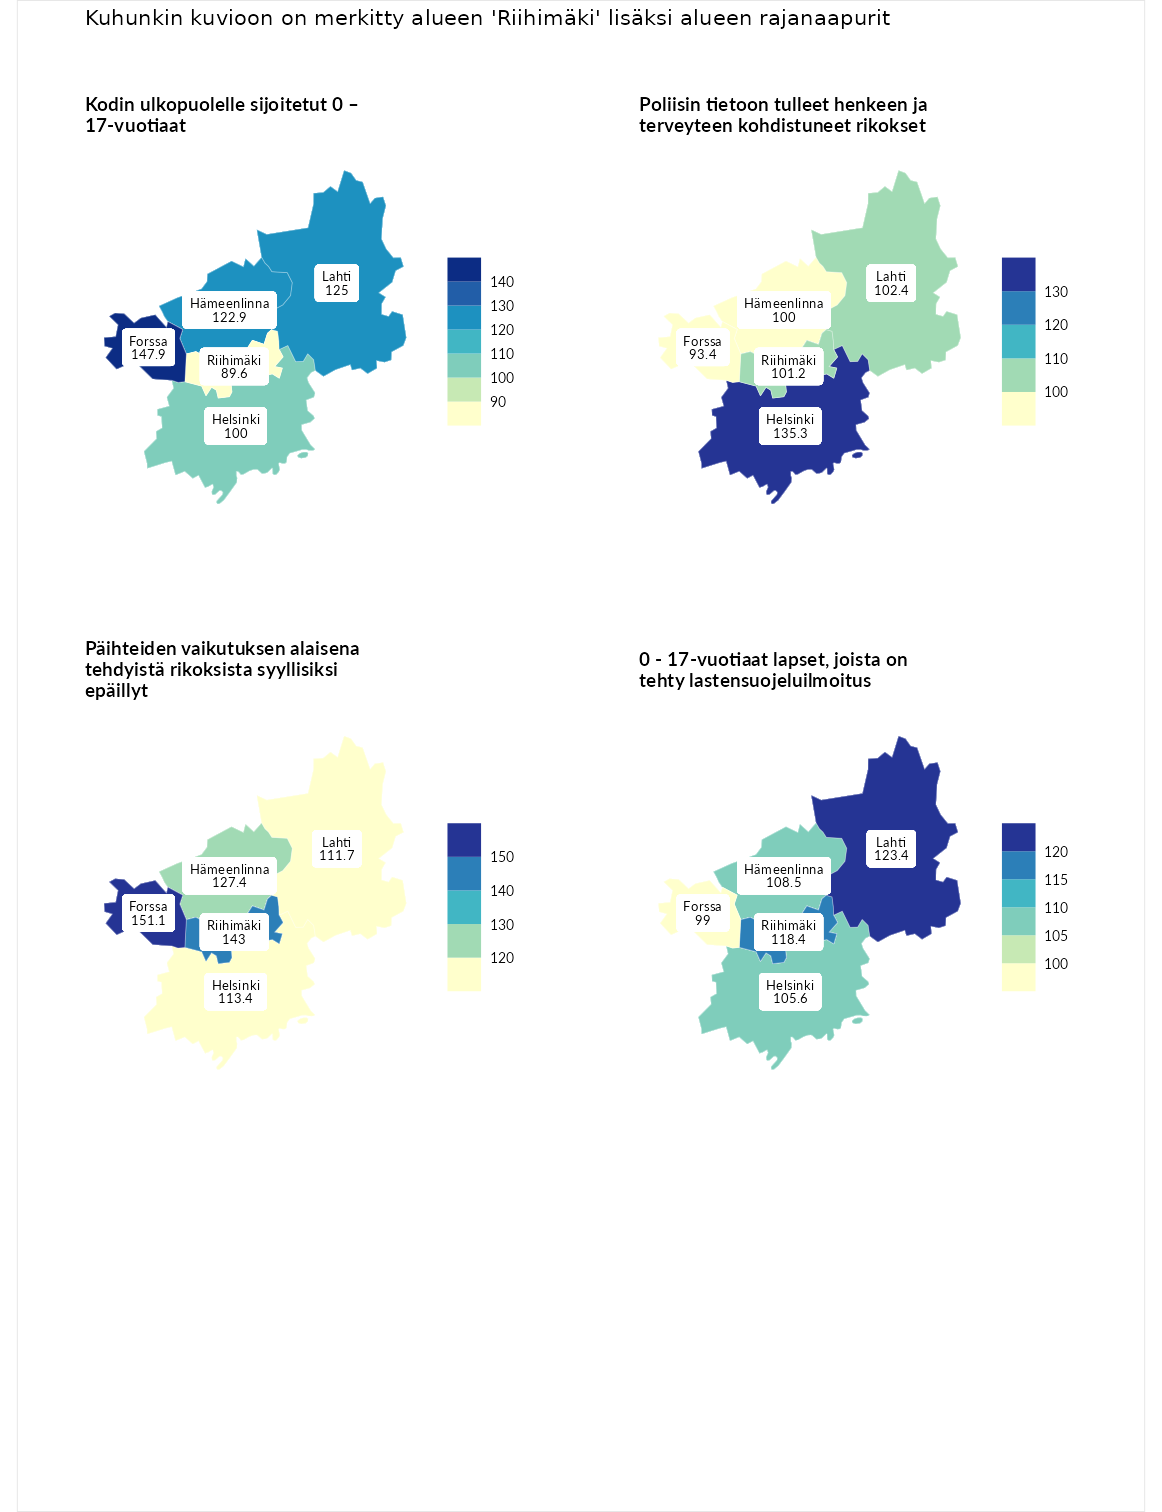 Kuhunkin kuvioon on merkitty alueen 'Riihimäki' lisäksi alueen rajanaapurit
Kodin ulkopuolelle sijoitetut 0 –
17-vuotiaat
Lahti
125
Hämeenlinna
122.9
Forssa
147.9
Riihimäki
89.6
Helsinki
100
140
130
120
110
100
90
Poliisin tietoon tulleet henkeen ja
terveyteen kohdistuneet rikokset
Lahti
102.4
Hämeenlinna
100
Forssa
93.4
Riihimäki
101.2
Helsinki
135.3
130
120
110
100
Päihteiden vaikutuksen alaisena
tehdyistä rikoksista syyllisiksi
epäillyt
Lahti
111.7
Hämeenlinna
127.4
Forssa
151.1
Riihimäki
143
Helsinki
113.4
150
140
130
120
0 - 17-vuotiaat lapset, joista on
tehty lastensuojeluilmoitus
Lahti
123.4
Hämeenlinna
108.5
Forssa
99
Riihimäki
118.4
Helsinki
105.6
120
115
110
105
100